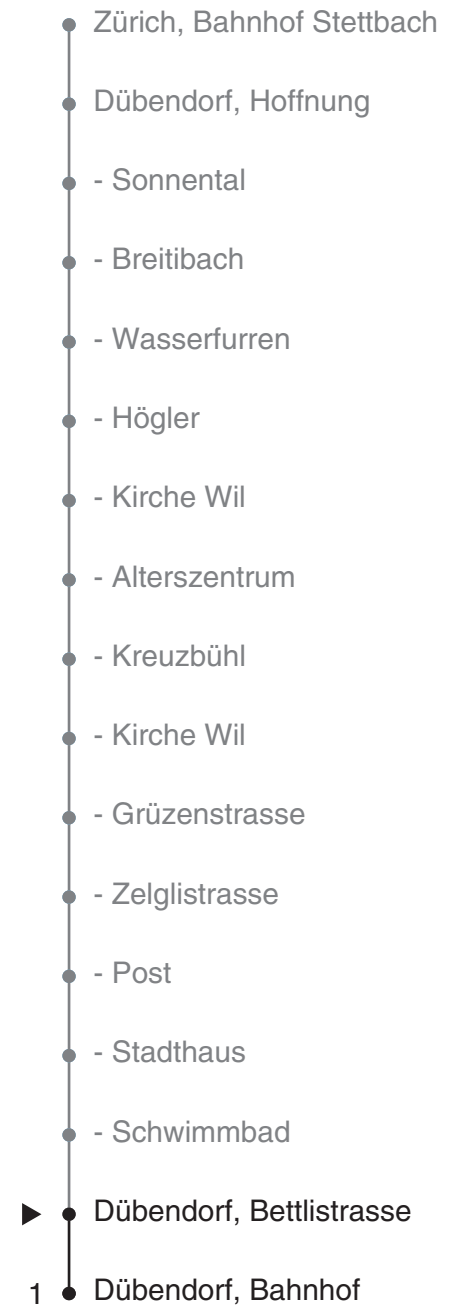 Zürich, Bahnhof Stettbach
Dübendorf, Hoffnung
- Sonnental
- Breitibach
- Wasserfurren
- Högler
- Kirche Wil
- Alterszentrum
- Kreuzbühl
- Kirche Wil
- Grüzenstrasse
- Zelglistrasse
- Post
- Stadthaus
- Schwimmbad
Dübendorf, Bettlistrasse
1 Dübendorf, Bahnhof